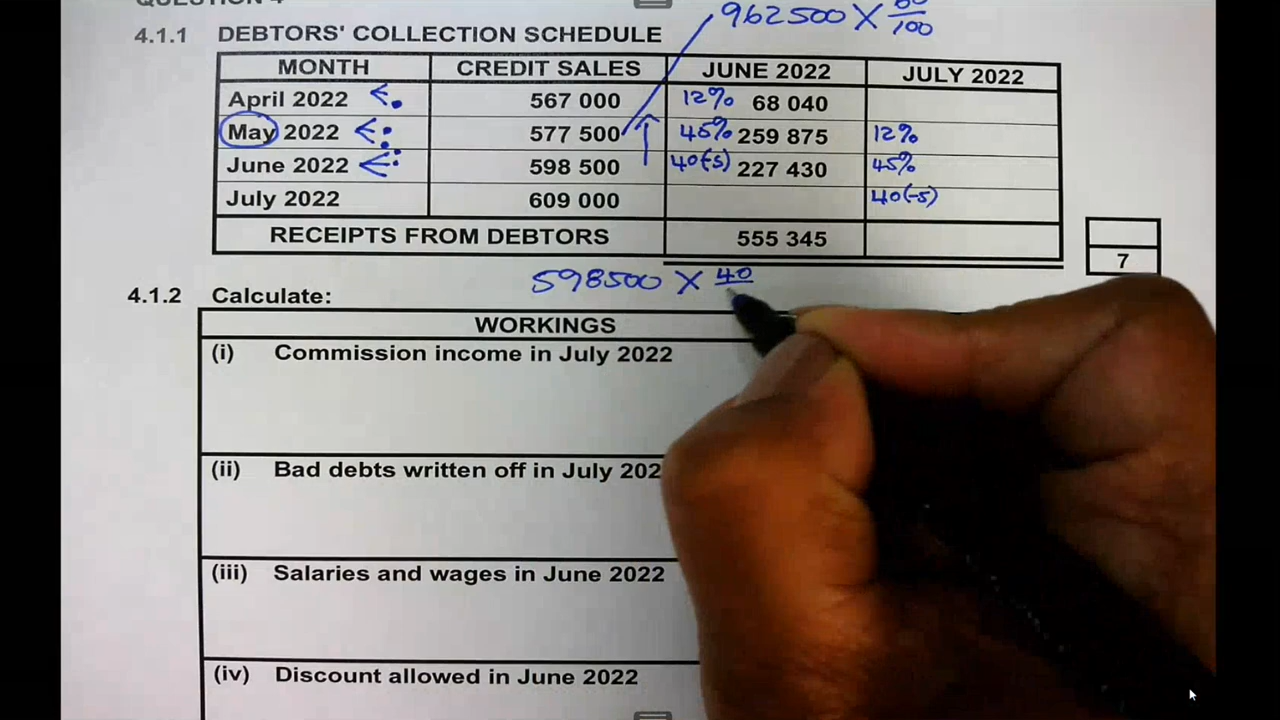 962500 X 60/100
4.1.1 DEBTORS' COLLECTION SCHEDULE
MONTH CREDIT SALES JUNE 2022 JULY 2022
April 2022 567 000 12% 68 040
May 2022 577 500 45% 259 875 12%
June 2022 598 500 40(-5) 227 430 45%
July 2022 609 000 40(-5)
RECEIPTS FROM DEBTORS 555 345
7
598500 X 40
4.1.2 Calculate:
WORKINGS
(i) Commission income in July 2022
(ii) Bad debts written off in July 202
(iii) Salaries and wages in June 2022
(iv) Discount allowed in June 2022